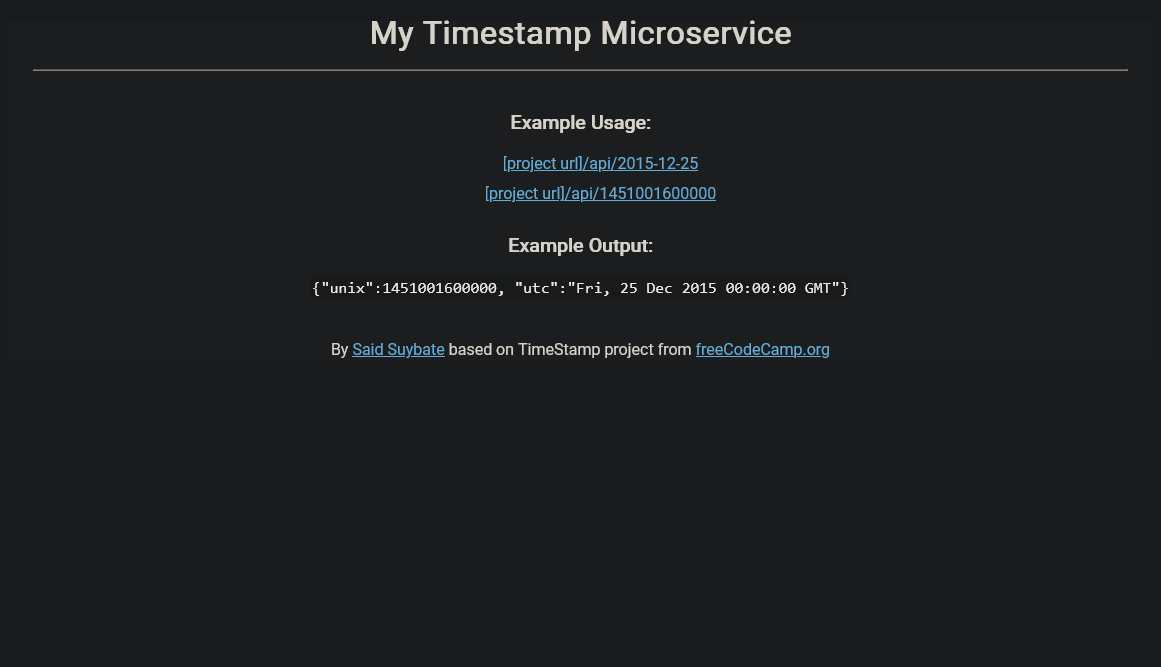 My Timestamp Microservice
Example Usage:
[project url]/api/2015-12-25
[project url]/api/1451001600000
Example Output:
{"unix":1451001600000, "utc":"Fri, 25 Dec 2015 00:00:00 GMT"}
By Said Suybate based on TimeStamp project from freeCodeCamp.org